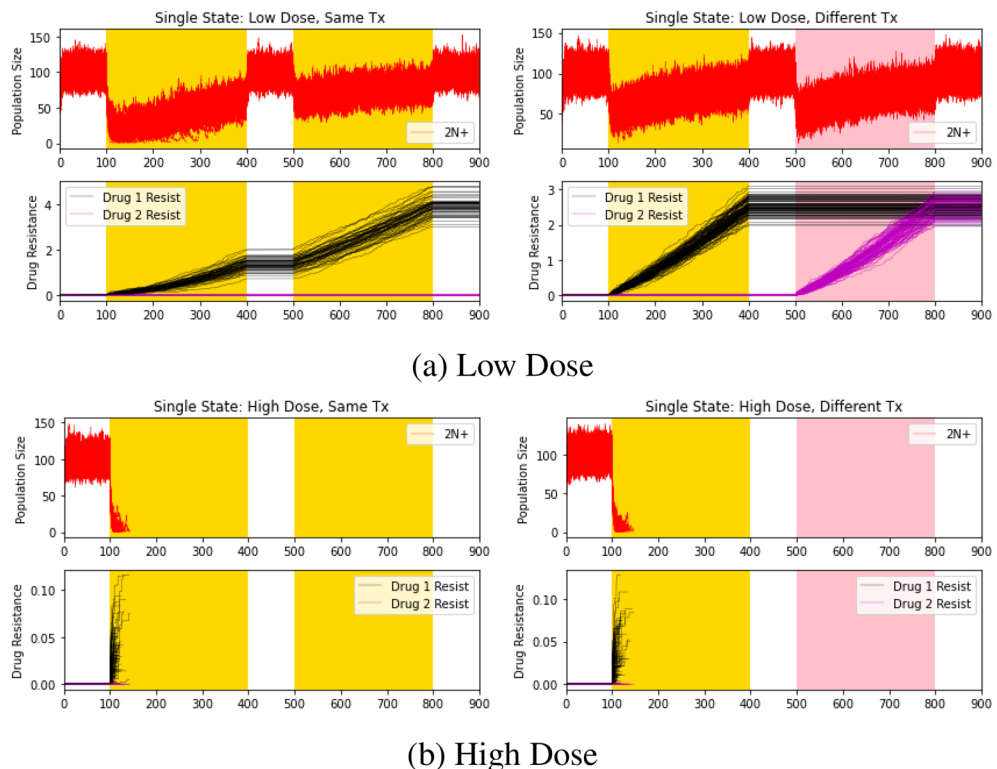 Single State: Low Dose, Same Tx
Population Size
150
100
50
0
2N+
0 100 200 300 400 500 600 700 800 900
Drug Resistance
4
2
0
Drug 1 Resist
Drug 2 Resist
0 100 200 300 400 500 600 700 800 900
Single State: Low Dose, Different Tx
Population Size
150
100
50
2N+
0 100 200 300 400 500 600 700 800 900
Drug Resistance
3
2
1
0
Drug 1 Resist
Drug 2 Resist
0 100 200 300 400 500 600 700 800 900
(a) Low Dose
Single State: High Dose, Same Tx
Population Size
150
100
50
0
2N+
0 100 200 300 400 500 600 700 800 900
Drug Resistance
0.10
0.05
0.00
Drug 1 Resist
Drug 2 Resist
0 100 200 300 400 500 600 700 800 900
Single State: High Dose, Different Tx
Population Size
100
50
0
2N+
0 100 200 300 400 500 600 700 800 900
Drug Resistance
0.10
0.05
0.00
Drug 1 Resist
Drug 2 Resist
0 100 200 300 400 500 600 700 800 900
(b) High Dose